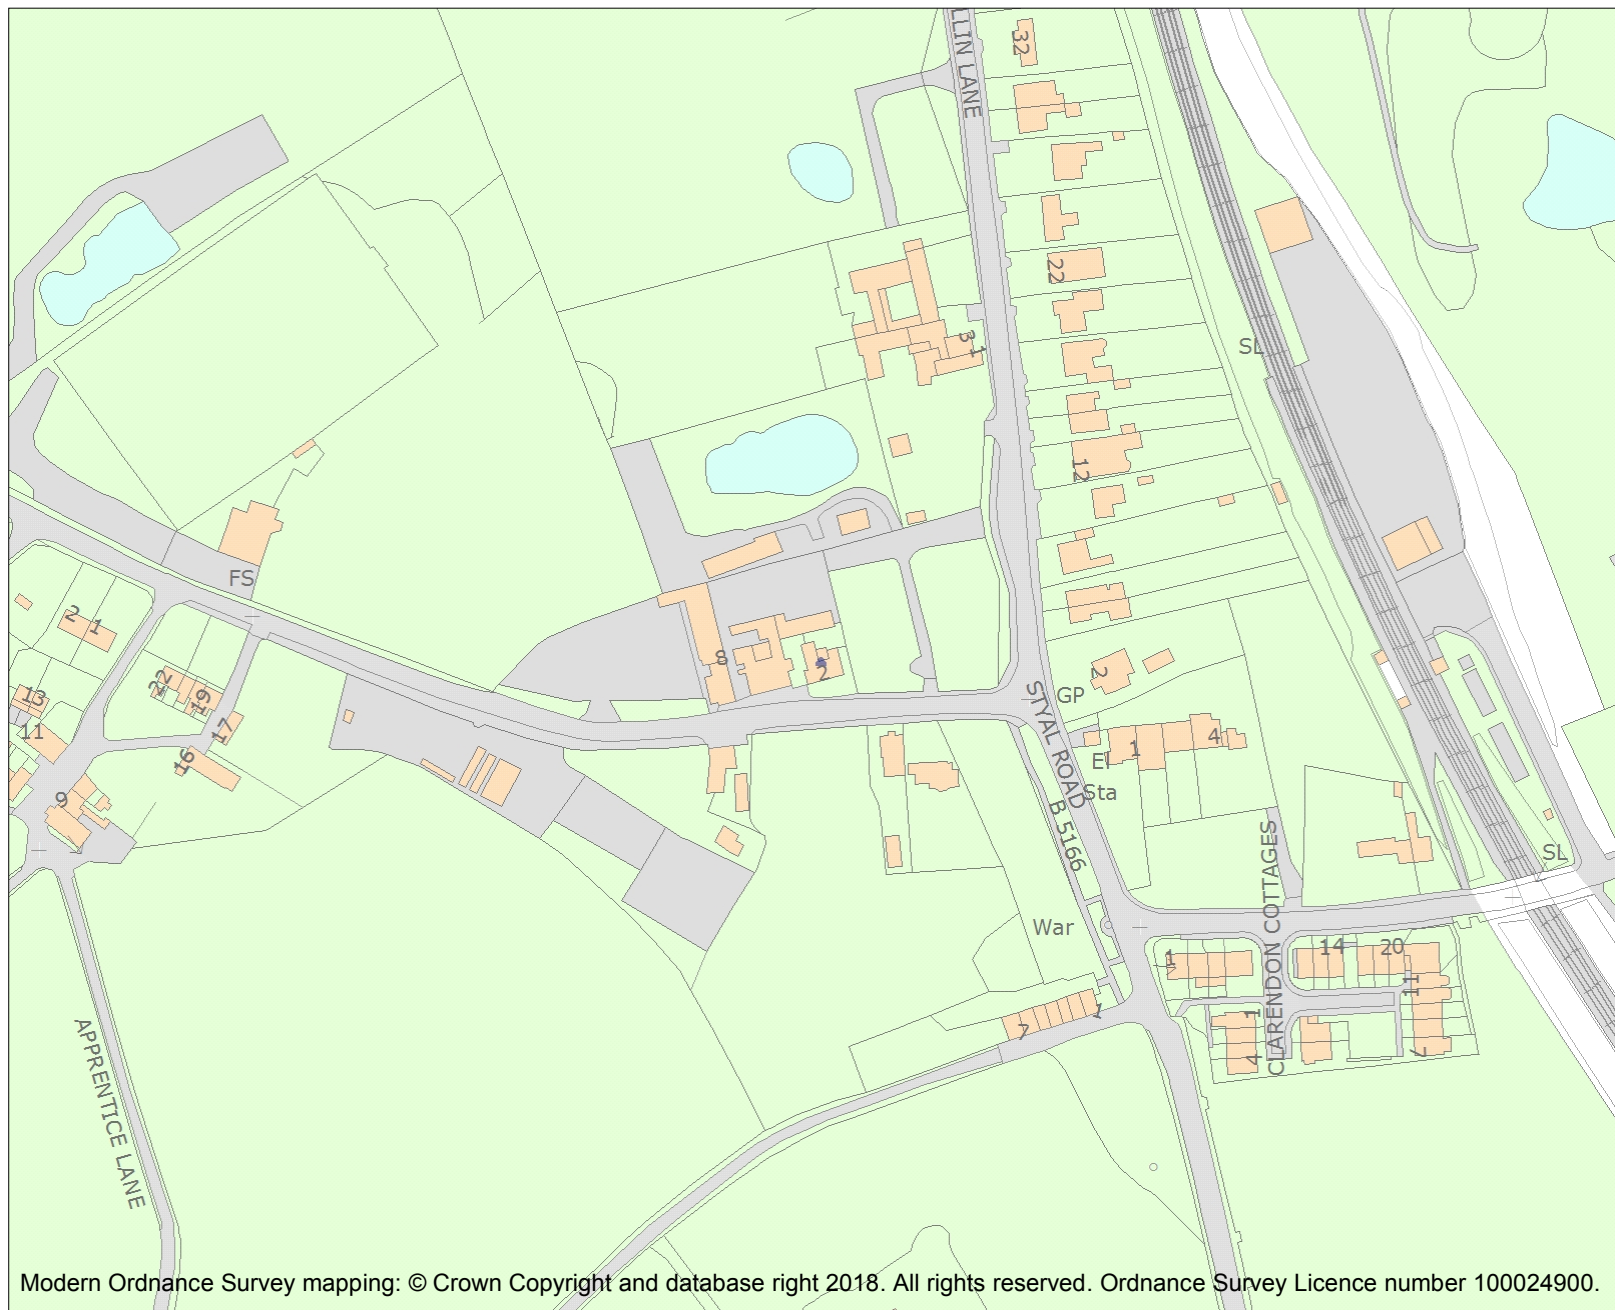 LLIN LANE
32
22
SL
3
1
12
FS
2
1
22
19
17
16
13
11
9
8
2
2
GP
STYAL ROAD
B 5166
1
4
El
Sta
SL
War
CLARENDON COTTAGES
1
14
20
11
1
4
7
7
1
APPRENTICE LANE
Modern Ordnance Survey mapping: © Crown Copyright and database right 2018. All rights reserved. Ordnance Survey Licence number 100024900.